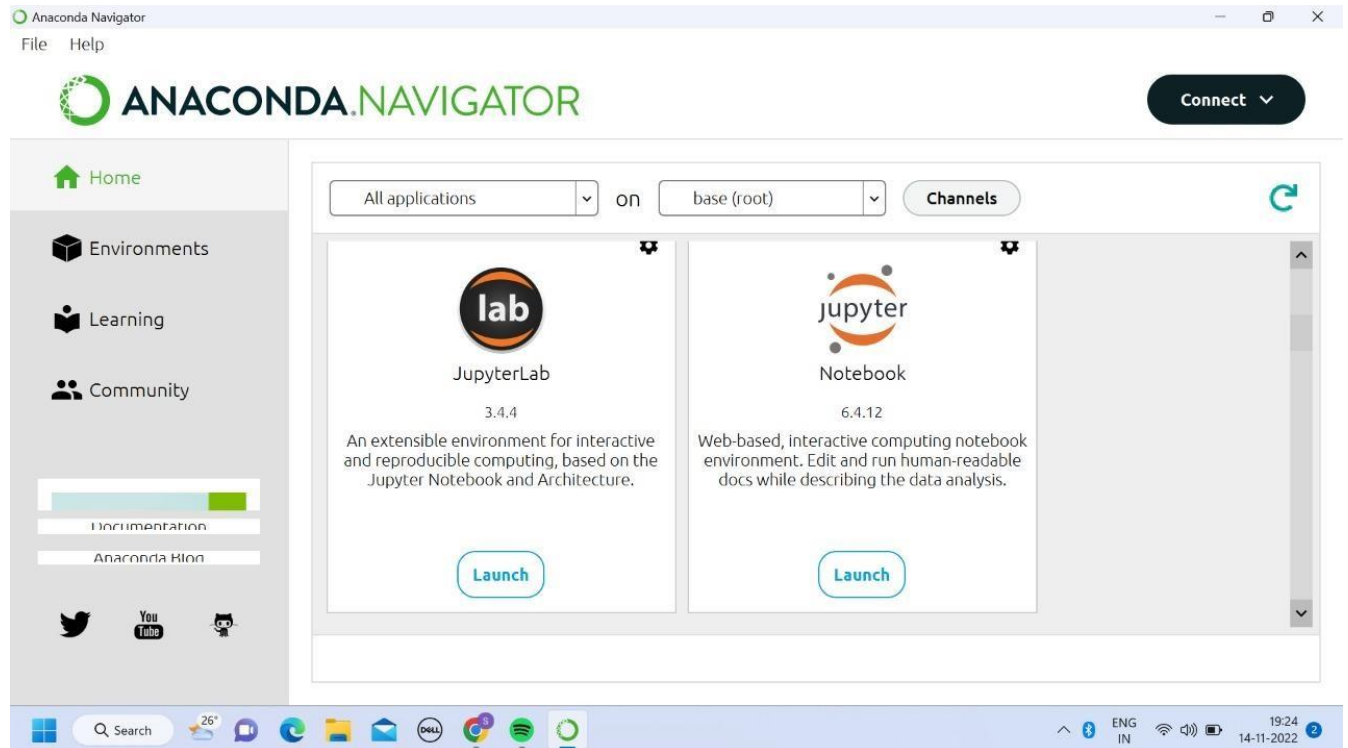 Anaconda Navigator
File Help
ANACONDA.NAVIGATOR
Connect
Home
Environments
Learning
Community
Documentation
Anaconda Blog
You
Tube
All applications on base (root) Channels
lab
JupyterLab
3.4.4
An extensible environment for interactive
and reproducible computing, based on the
Jupyter Notebook and Architecture.
Launch
jupyter
Notebook
6.4.12
Web-based, interactive computing notebook
environment. Edit and run human-readable
docs while describing the data analysis.
Launch
Search
26°
DELL
S
ENG
IN
19:24
14-11-2022
2